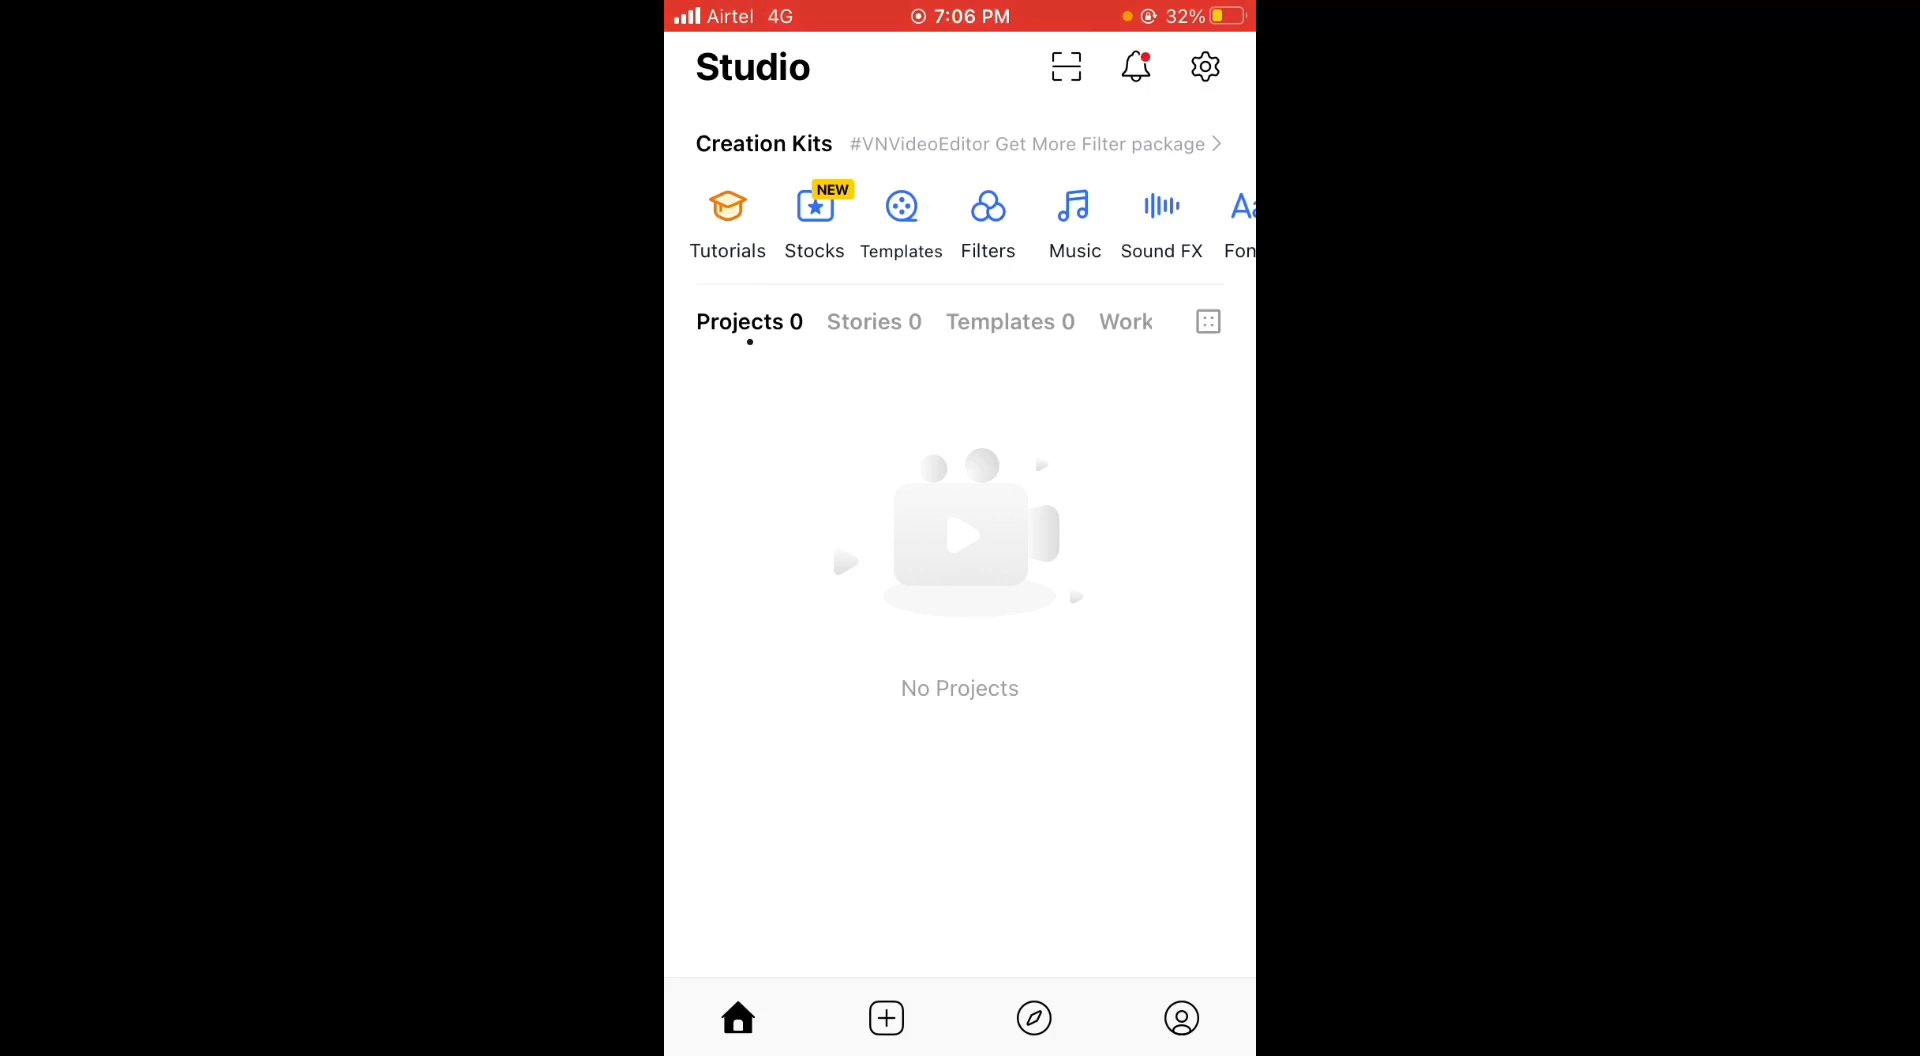 Airtel 4G 7:06 PM 32%
Studio
Creation Kits #VNVideoEditor Get More Filter package
NEW
Tutorials Stocks Templates Filters Music Sound FX Fon
Projects 0 Stories 0 Templates 0 Work
No Projects